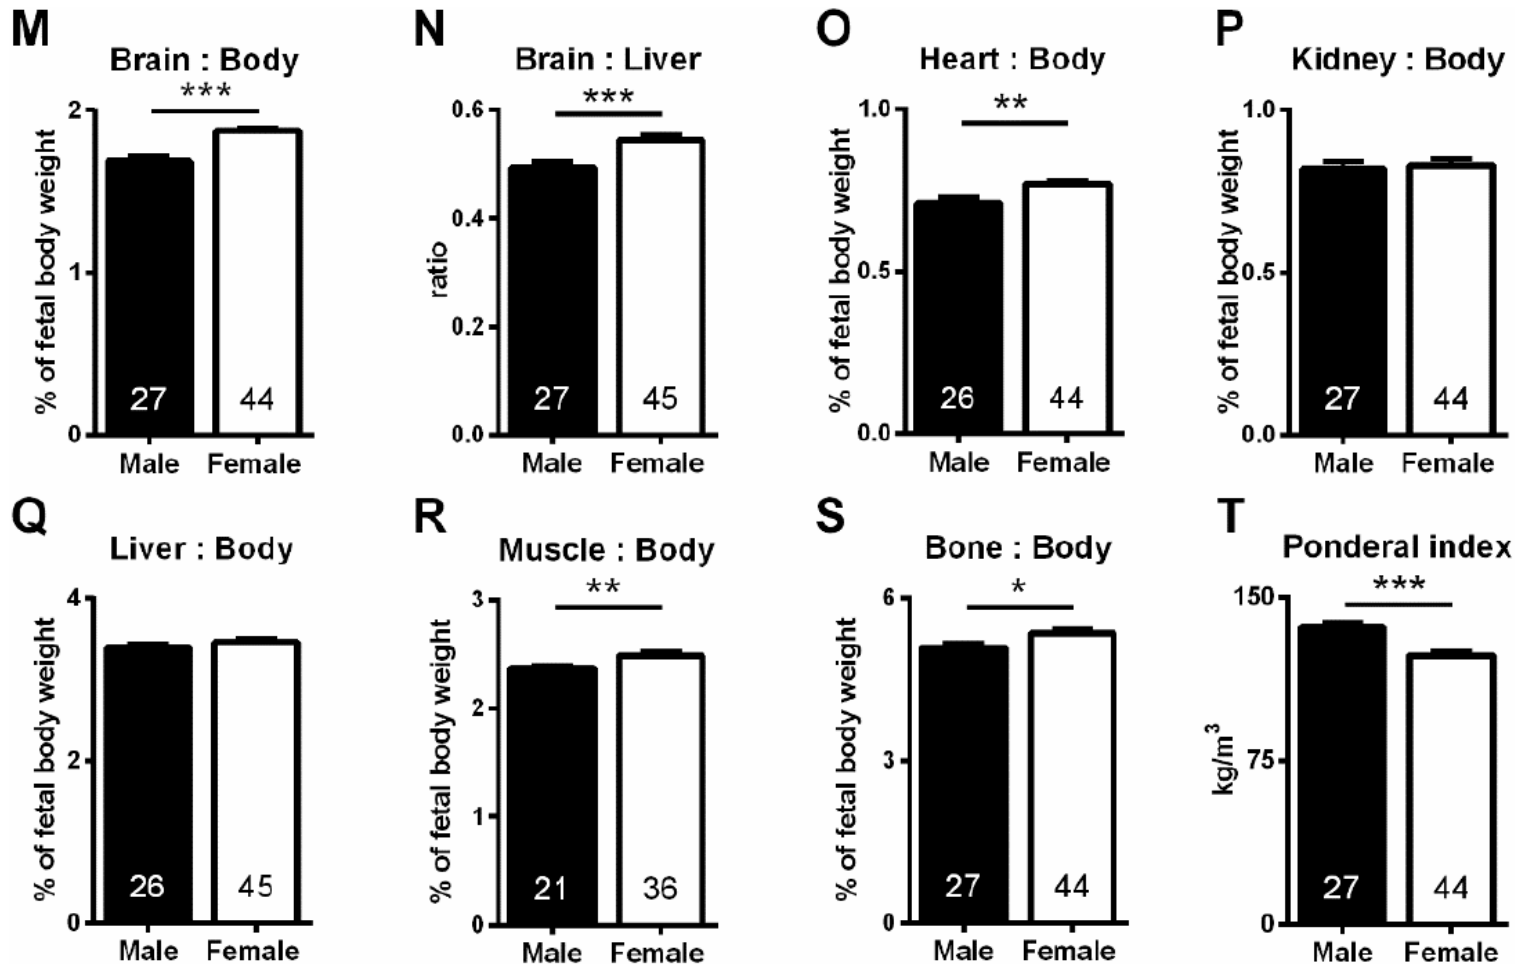 M
Brain : Body
***
% of fetal body weight
2
1
0
27
44
Male Female
N
Brain : Liver
***
ratio
0.6
0.4
0.2
0.0
27
45
Male Female
O
Heart : Body
**
% of fetal body weight
1.0
0.5
0.0
26
44
Male Female
P
Kidney : Body
% of fetal body weight
1.0
0.5
0.0
27
44
Male Female
Q
Liver : Body
% of fetal body weight
4
2
0
26
45
Male Female
R
Muscle : Body
**
% of fetal body weight
3
2
1
0
21
36
Male Female
S
Bone : Body
*
% of fetal body weight
6
3
0
27
44
Male Female
T
Ponderal index
***
kg/m³
150
75
0
27
44
Male Female